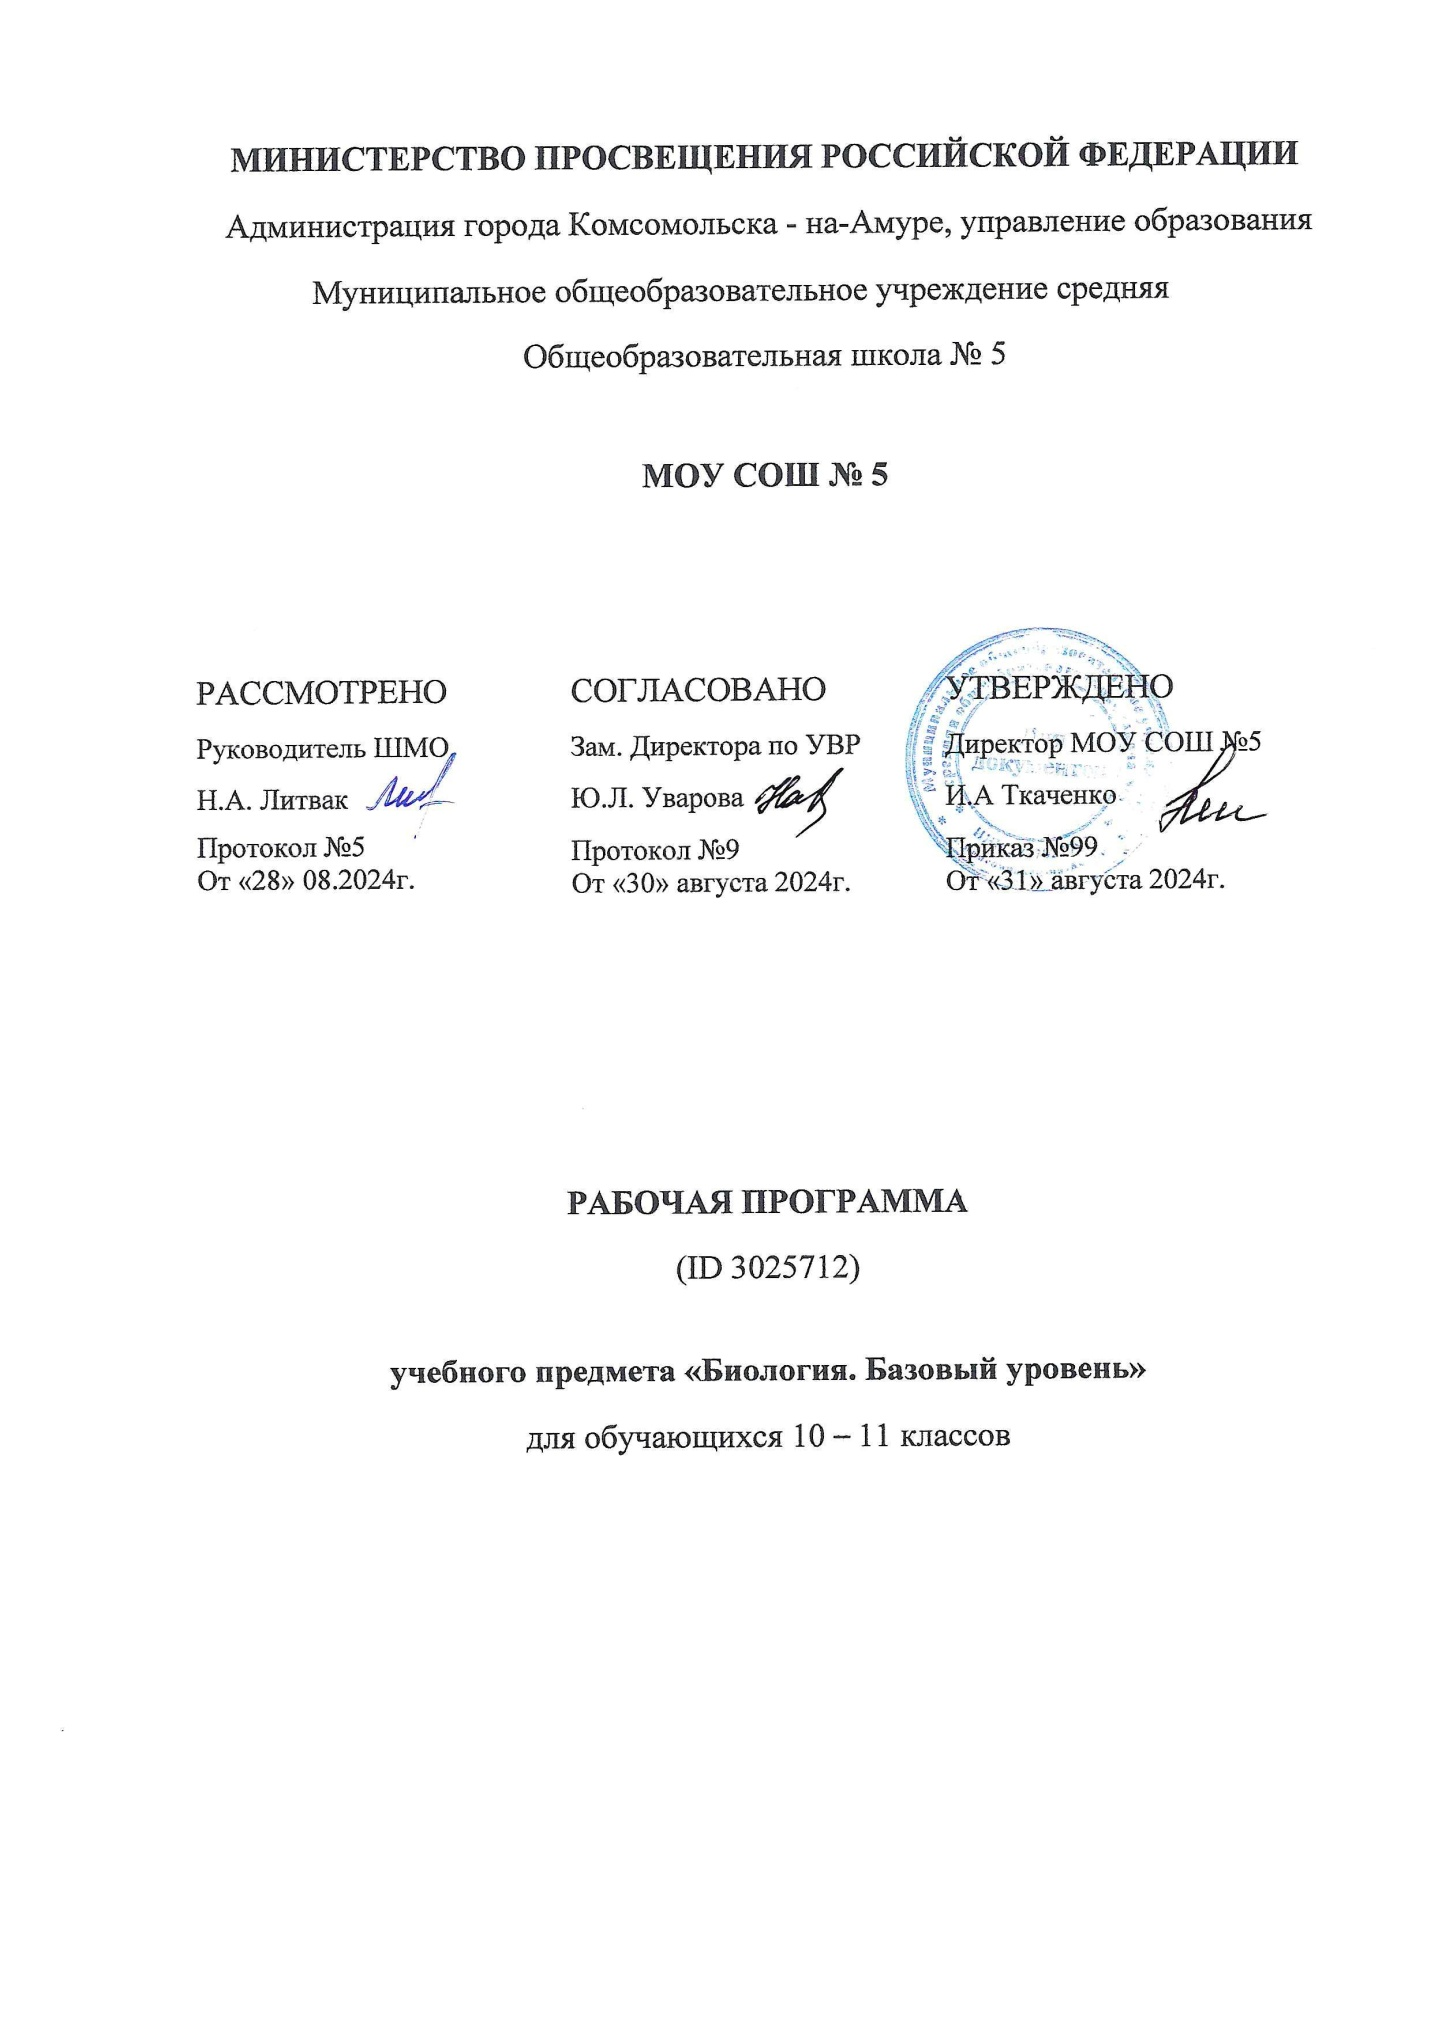 МИНИСТЕРСТВО ПРОСВЕЩЕНИЯ РОССИЙСКОЙ ФЕДЕРАЦИИ
Администрация города Комсомольска - на-Амуре, управление образования
Муниципальное общеобразовательное учреждение средняя
Общеобразовательная школа № 5
МОУ СОШ № 5
РАССМОТРЕНО
Руководитель ШМО
Н.А. Литвак
Протокол №5
От «28» 08.2024г.
СОГЛАСОВАНО
Зам. Директора по УВР
Ю.Л. Уварова
Протокол №9
От «30» августа 2024г.
УТВЕРЖДЕНО
Директор МОУ СОШ №5
И.А Ткаченко
Приказ №99
От «31» августа 2024г.
РАБОЧАЯ ПРОГРАММА
(ID 3025712)
учебного предмета «Биология. Базовый уровень»
для обучающихся 10 – 11 классов